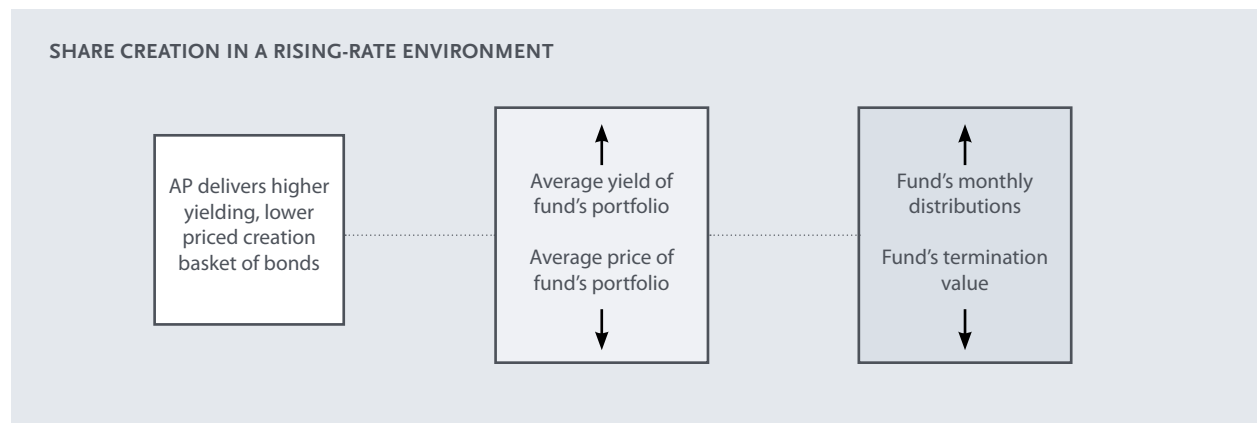 SHARE CREATION IN A RISING-RATE ENVIRONMENT
AP delivers higher
yielding, lower
priced creation
basket of bonds
Average yield of
fund’s portfolio
Average price of
fund’s portfolio
Fund’s monthly
distributions
Fund’s termination
value